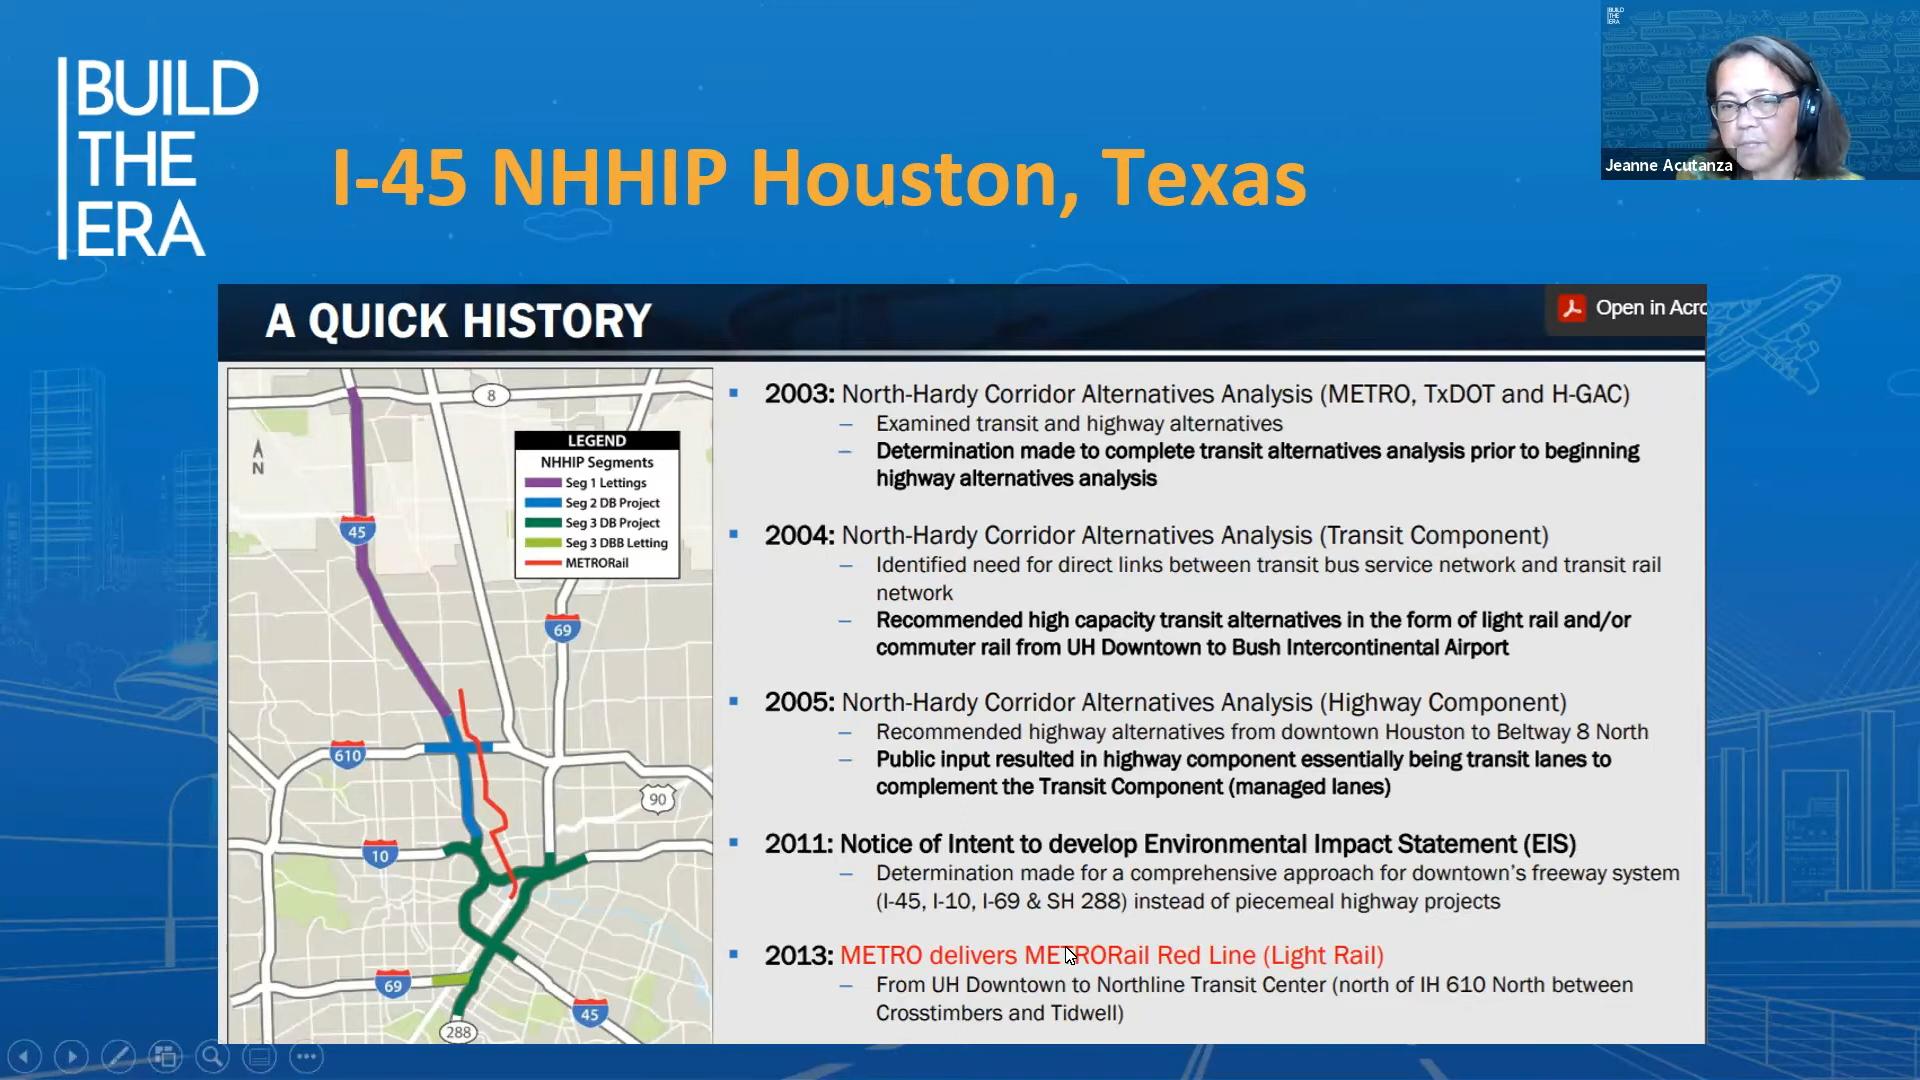 BUILD
THE
ERA
I-45 NHHIP Houston, Texas
BUILD
THE
ERA
Jeanne Acutanza
A QUICK HISTORY
Open in Acro
8
N
LEGEND
NHHIP Segments
Seg 1 Lettings
Seg 2 DB Project
Seg 3 DB Project
Seg 3 DBB Letting
METRORail
45
69
610
90
10
69
45
288
2003: North-Hardy Corridor Alternatives Analysis (METRO, TxDOT and H-GAC)
– Examined transit and highway alternatives
– Determination made to complete transit alternatives analysis prior to beginning
highway alternatives analysis
2004: North-Hardy Corridor Alternatives Analysis (Transit Component)
– Identified need for direct links between transit bus service network and transit rail
network
– Recommended high capacity transit alternatives in the form of light rail and/or
commuter rail from UH Downtown to Bush Intercontinental Airport
2005: North-Hardy Corridor Alternatives Analysis (Highway Component)
– Recommended highway alternatives from downtown Houston to Beltway 8 North
– Public input resulted in highway component essentially being transit lanes to
complement the Transit Component (managed lanes)
2011: Notice of Intent to develop Environmental Impact Statement (EIS)
– Determination made for a comprehensive approach for downtown's freeway system
(I-45, I-10, I-69 & SH 288) instead of piecemeal highway projects
2013: METRO delivers METRORail Red Line (Light Rail)
– From UH Downtown to Northline Transit Center (north of IH 610 North between
Crosstimbers and Tidwell)